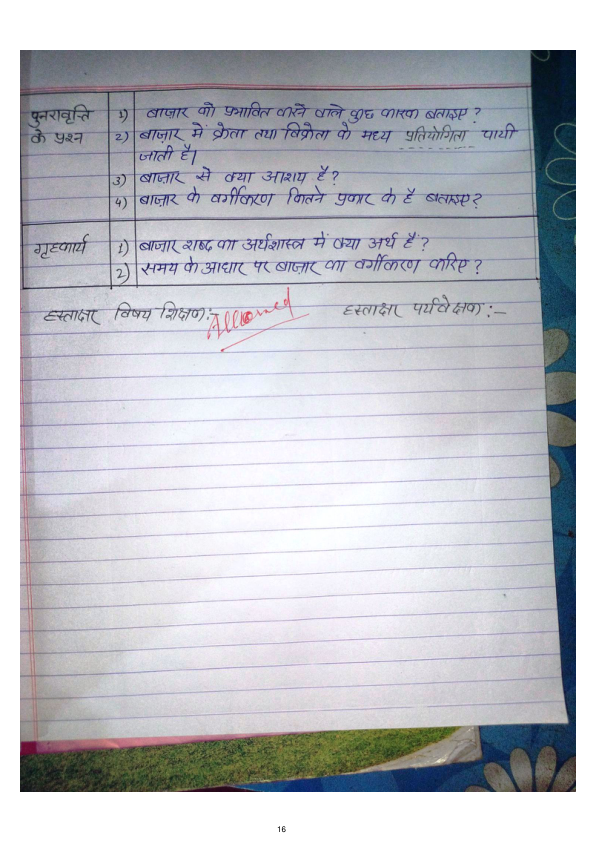 पुनरावृत्ति 1) बाज़ार को प्रभावित करने वाले कुछ कारक बताइए ?
के प्रश्न 2) बाज़ार में क्रेता तथा विक्रेता के मध्य प्रतियोगिता पायी
जाती है।
3) बाज़ार से क्या आशय है ?
4) बाज़ार के वर्गीकरण कितने प्रकार के है बताइए ?
गृहकार्य 1) बाज़ार शब्द का अर्थशास्त्र में क्या अर्थ है ?
2) समय के आधार पर बाज़ार का वर्गीकरण करिए ?
हस्ताक्षर विषय शिक्षक :- Allowed हस्ताक्षर पर्यवेक्षक :-
16